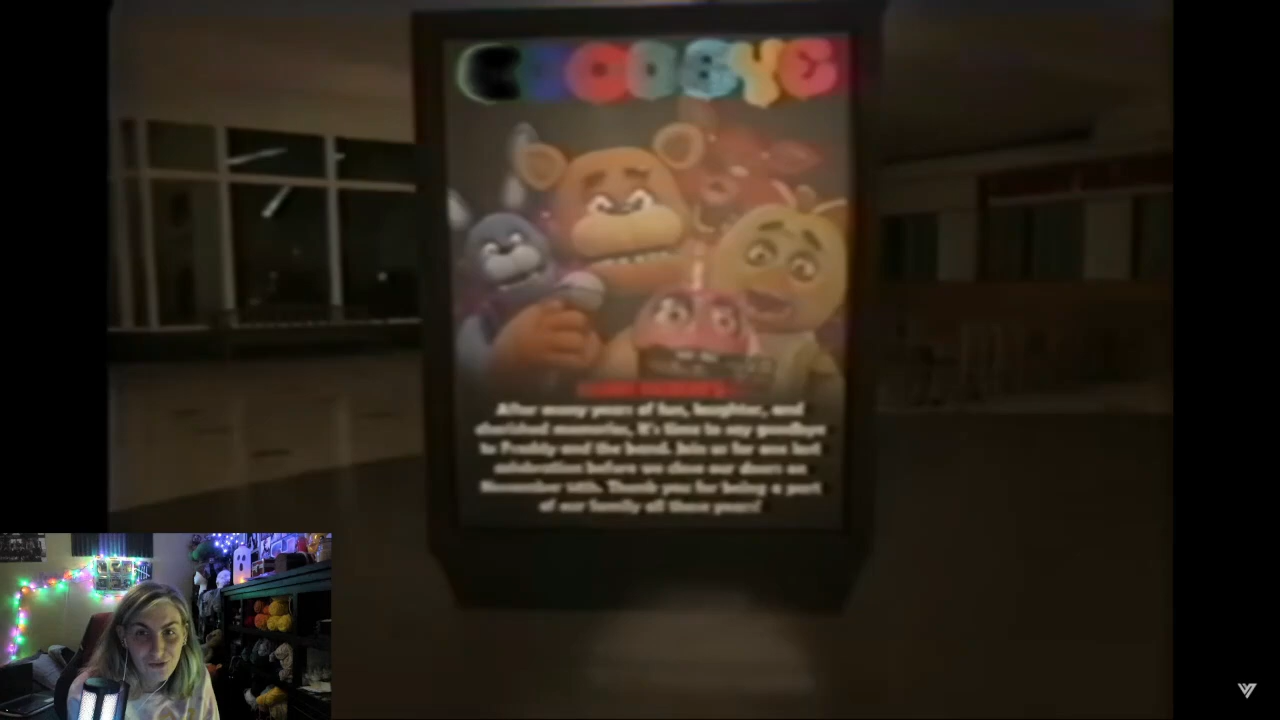 GOODBYE
After many years of fun, laughter, and
cherished memories, it's time to say goodbye
to Freddy and the band. Join us for one last
celebration before we close our doors on
November 14th. Thank you for being a part
of our family all these years!